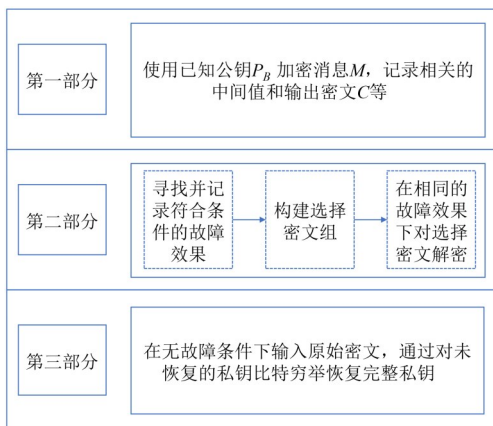 第一部分
使用已知公钥P_B 加密消息M，记录相关的
中间值和输出密文C等
第二部分
寻找并记
录符合条
件的故障
效果
构建选择
密文组
在相同的
故障效果
下对选择
密文解密
第三部分
在无故障条件下输入原始密文，通过对未
恢复的私钥比特穷举恢复完整私钥